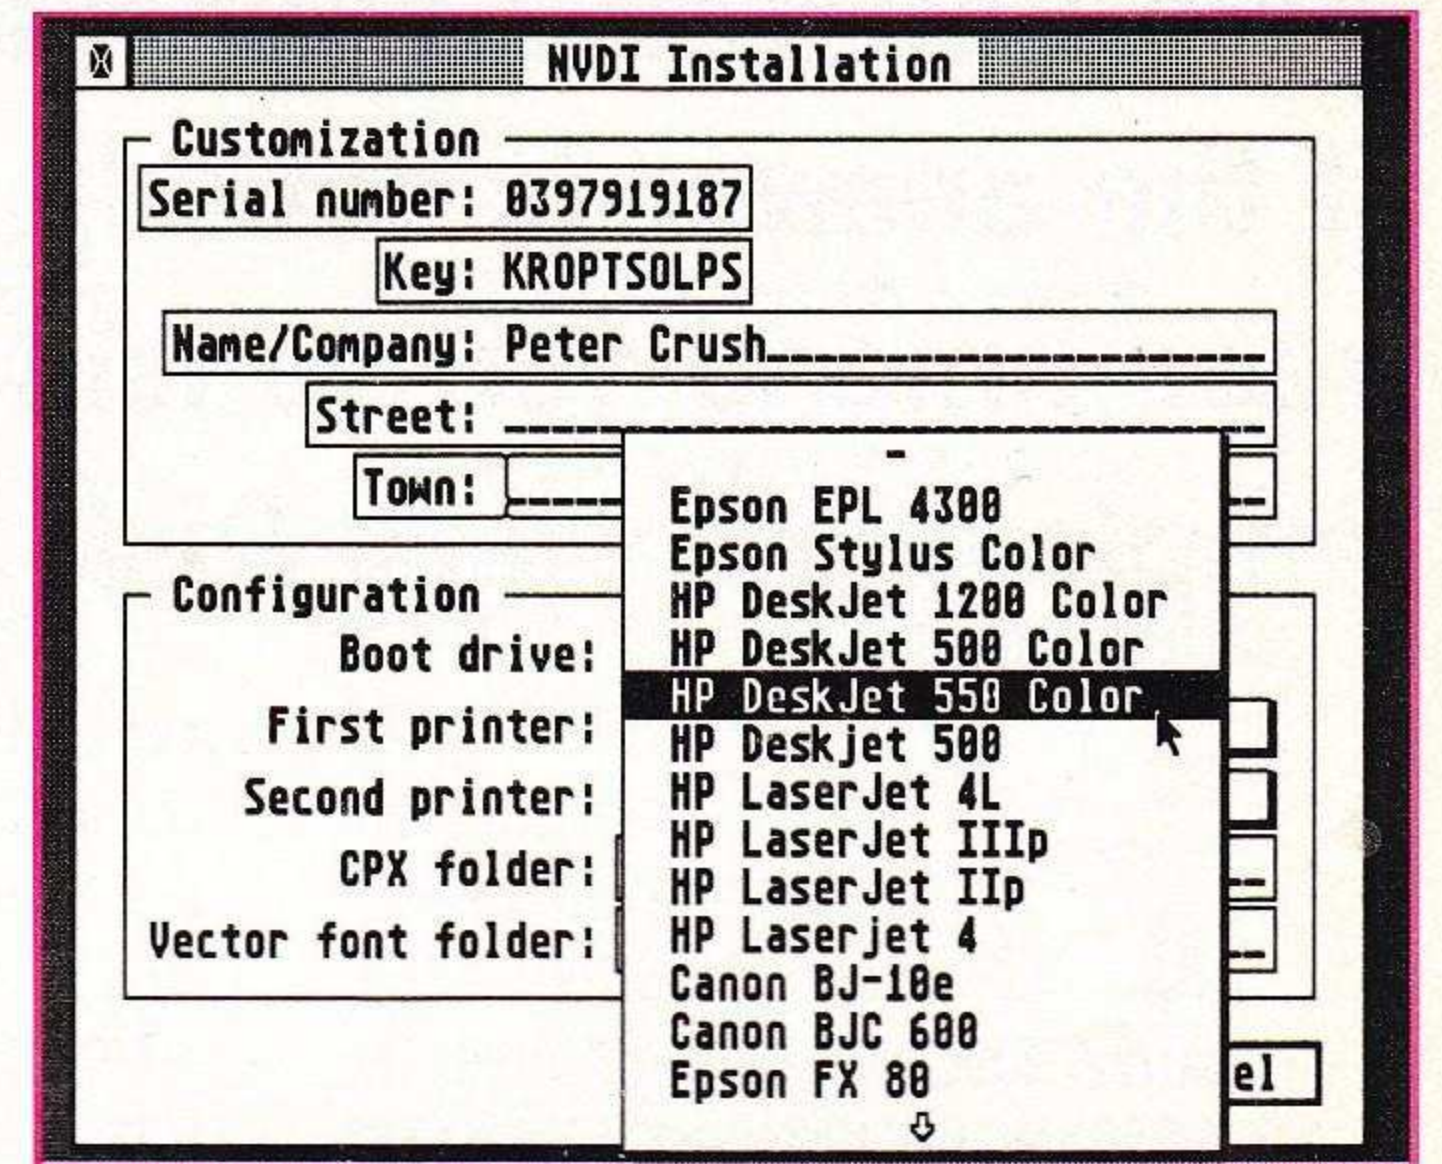 NVDI Installation
Customization
Serial number: 0397919187
Key: KROPTSOLPS
Name/Company: Peter Crush
Street:
Town:
Configuration
Boot drive:
First printer:
Second printer:
CPX folder:
Vector font folder:
-
Epson EPL 4300
Epson Stylus Color
HP DeskJet 1200 Color
HP DeskJet 500 Color
HP DeskJet 550 Color
HP Deskjet 500
HP LaserJet 4L
HP LaserJet IIIp
HP LaserJet IIp
HP Laserjet 4
Canon BJ-10e
Canon BJC 600
Epson FX 80
el